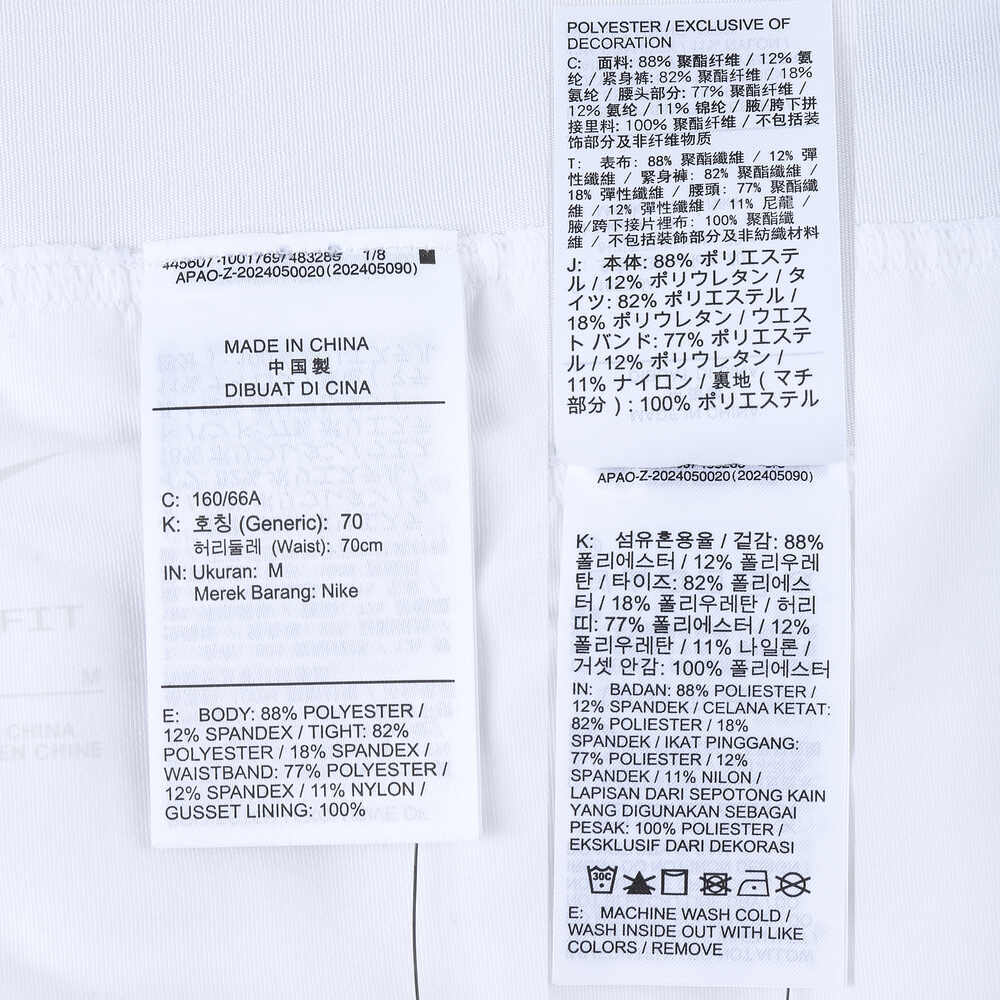 1/8
APAO-Z-2024050020(202405090)
MADE IN CHINA
中国製
DIBUAT DI CINA
C: 160/66A
K: 호칭 (Generic): 70
허리둘레 (Waist): 70cm
IN: Ukuran: M
Merek Barang: Nike
E: BODY: 88% POLYESTER /
12% SPANDEX / TIGHT: 82%
POLYESTER / 18% SPANDEX /
WAISTBAND: 77% POLYESTER /
12% SPANDEX / 11% NYLON /
GUSSET LINING: 100%
POLYESTER / EXCLUSIVE OF
DECORATION
C: 面料: 88% 聚酯纤维 / 12% 氨
纶 / 紧身裤: 82% 聚酯纤维 / 18%
氨纶 / 腰头部分: 77% 聚酯纤维 /
12% 氨纶 / 11% 锦纶 / 腋/胯下拼
接里料: 100% 聚酯纤维 / 不包括装
饰部分及非纤维物质
T: 表布: 88% 聚酯纖維 / 12% 彈
性纖維 / 緊身褲: 82% 聚酯纖維 /
18% 彈性纖維 / 腰頭: 77% 聚酯纖
維 / 12% 彈性纖維 / 11% 尼龍 /
腋/胯下接片裡布: 100% 聚酯纖
維 / 不包括裝飾部分及非紡織材料
J: 本体: 88% ポリエステ
ル / 12% ポリウレタン / タ
イツ: 82% ポリエステル /
18% ポリウレタン / ウエス
ト バンド: 77% ポリエステ
ル / 12% ポリウレタン /
11% ナイロン / 裏地 ( マチ
部分 ) : 100% ポリエステル
APAO-Z-2024050020(202405090)
K: 섬유혼용율 / 겉감: 88%
폴리에스터 / 12% 폴리우레
탄 / 타이즈: 82% 폴리에스
터 / 18% 폴리우레탄 / 허리
띠: 77% 폴리에스터 / 12%
폴리우레탄 / 11% 나일론 /
거셋 안감: 100% 폴리에스터
IN: BADAN: 88% POLIESTER /
12% SPANDEK / CELANA KETAT:
82% POLIESTER / 18%
SPANDEK / IKAT PINGGANG:
77% POLIESTER / 12%
SPANDEK / 11% NILON /
LAPISAN DARI SEPOTONG KAIN
YANG DIGUNAKAN SEBAGAI
PESAK: 100% POLIESTER /
EKSKLUSIF DARI DEKORASI
30C
E: MACHINE WASH COLD /
WASH INSIDE OUT WITH LIKE
COLORS / REMOVE
FIT
M
CHINA
EN CHINE